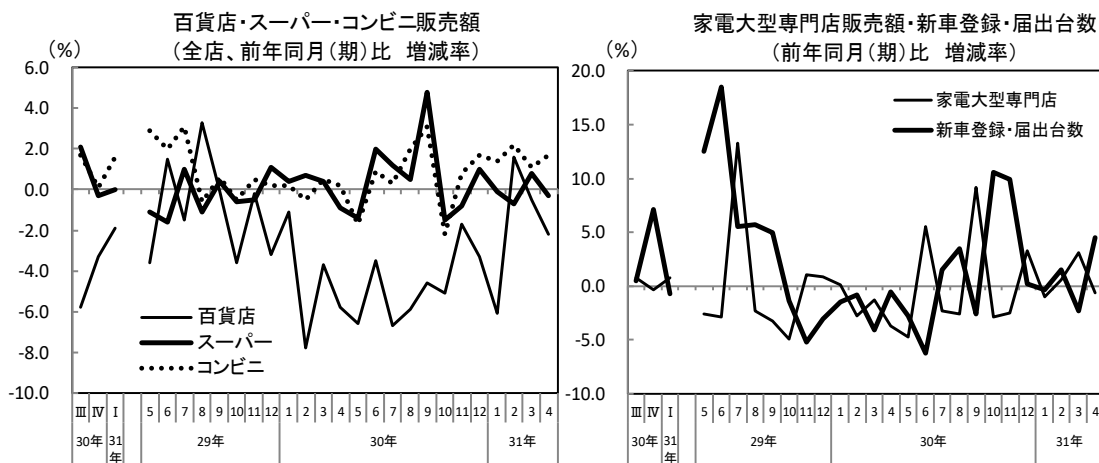 百貨店・スーパー・コンビニ販売額
(全店、前年同月(期)比 増減率)
(%)
6.0
4.0
2.0
0.0
-2.0
-4.0
-6.0
-8.0
-10.0
百貨店
スーパー
コンビニ
Ⅲ Ⅳ Ⅰ 5 6 7 8 9 10 11 12 1 2 3 4 5 6 7 8 9 10 11 12 1 2 3 4
30年 31年 29年 30年 31年
家電大型専門店販売額・新車登録・届出台数
(前年同月(期)比 増減率)
(%)
20.0
15.0
10.0
5.0
0.0
-5.0
-10.0
家電大型専門店
新車登録・届出台数
Ⅲ Ⅳ Ⅰ 5 6 7 8 9 10 11 12 1 2 3 4 5 6 7 8 9 10 11 12 1 2 3 4
30年 31年 29年 30年 31年